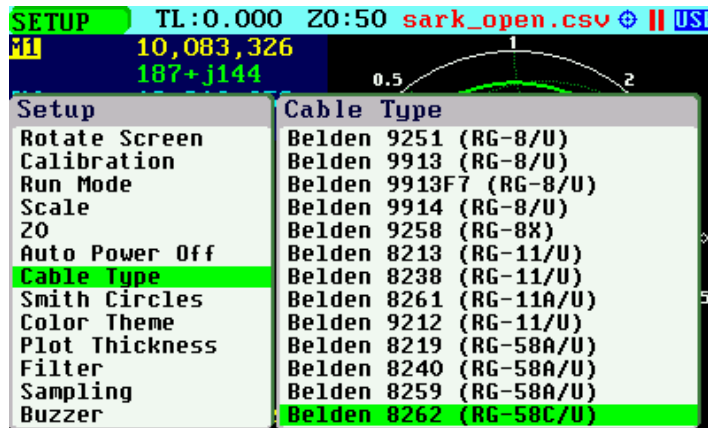 SETUP TL:0.000 Z0:50 sark_open.csv
M1 10,083,326
187+j144
1
0.5
2
Setup
Rotate Screen
Calibration
Run Mode
Scale
ZO
Auto Power Off
Cable Type
Smith Circles
Color Theme
Plot Thickness
Filter
Sampling
Buzzer
Cable Type
Belden 9251 (RG-8/U)
Belden 9913 (RG-8/U)
Belden 9913F7 (RG-8/U)
Belden 9914 (RG-8/U)
Belden 9258 (RG-8X)
Belden 8213 (RG-11/U)
Belden 8238 (RG-11/U)
Belden 8261 (RG-11A/U)
Belden 9212 (RG-11/U)
Belden 8219 (RG-58A/U)
Belden 8240 (RG-58A/U)
Belden 8259 (RG-58A/U)
Belden 8262 (RG-58C/U)